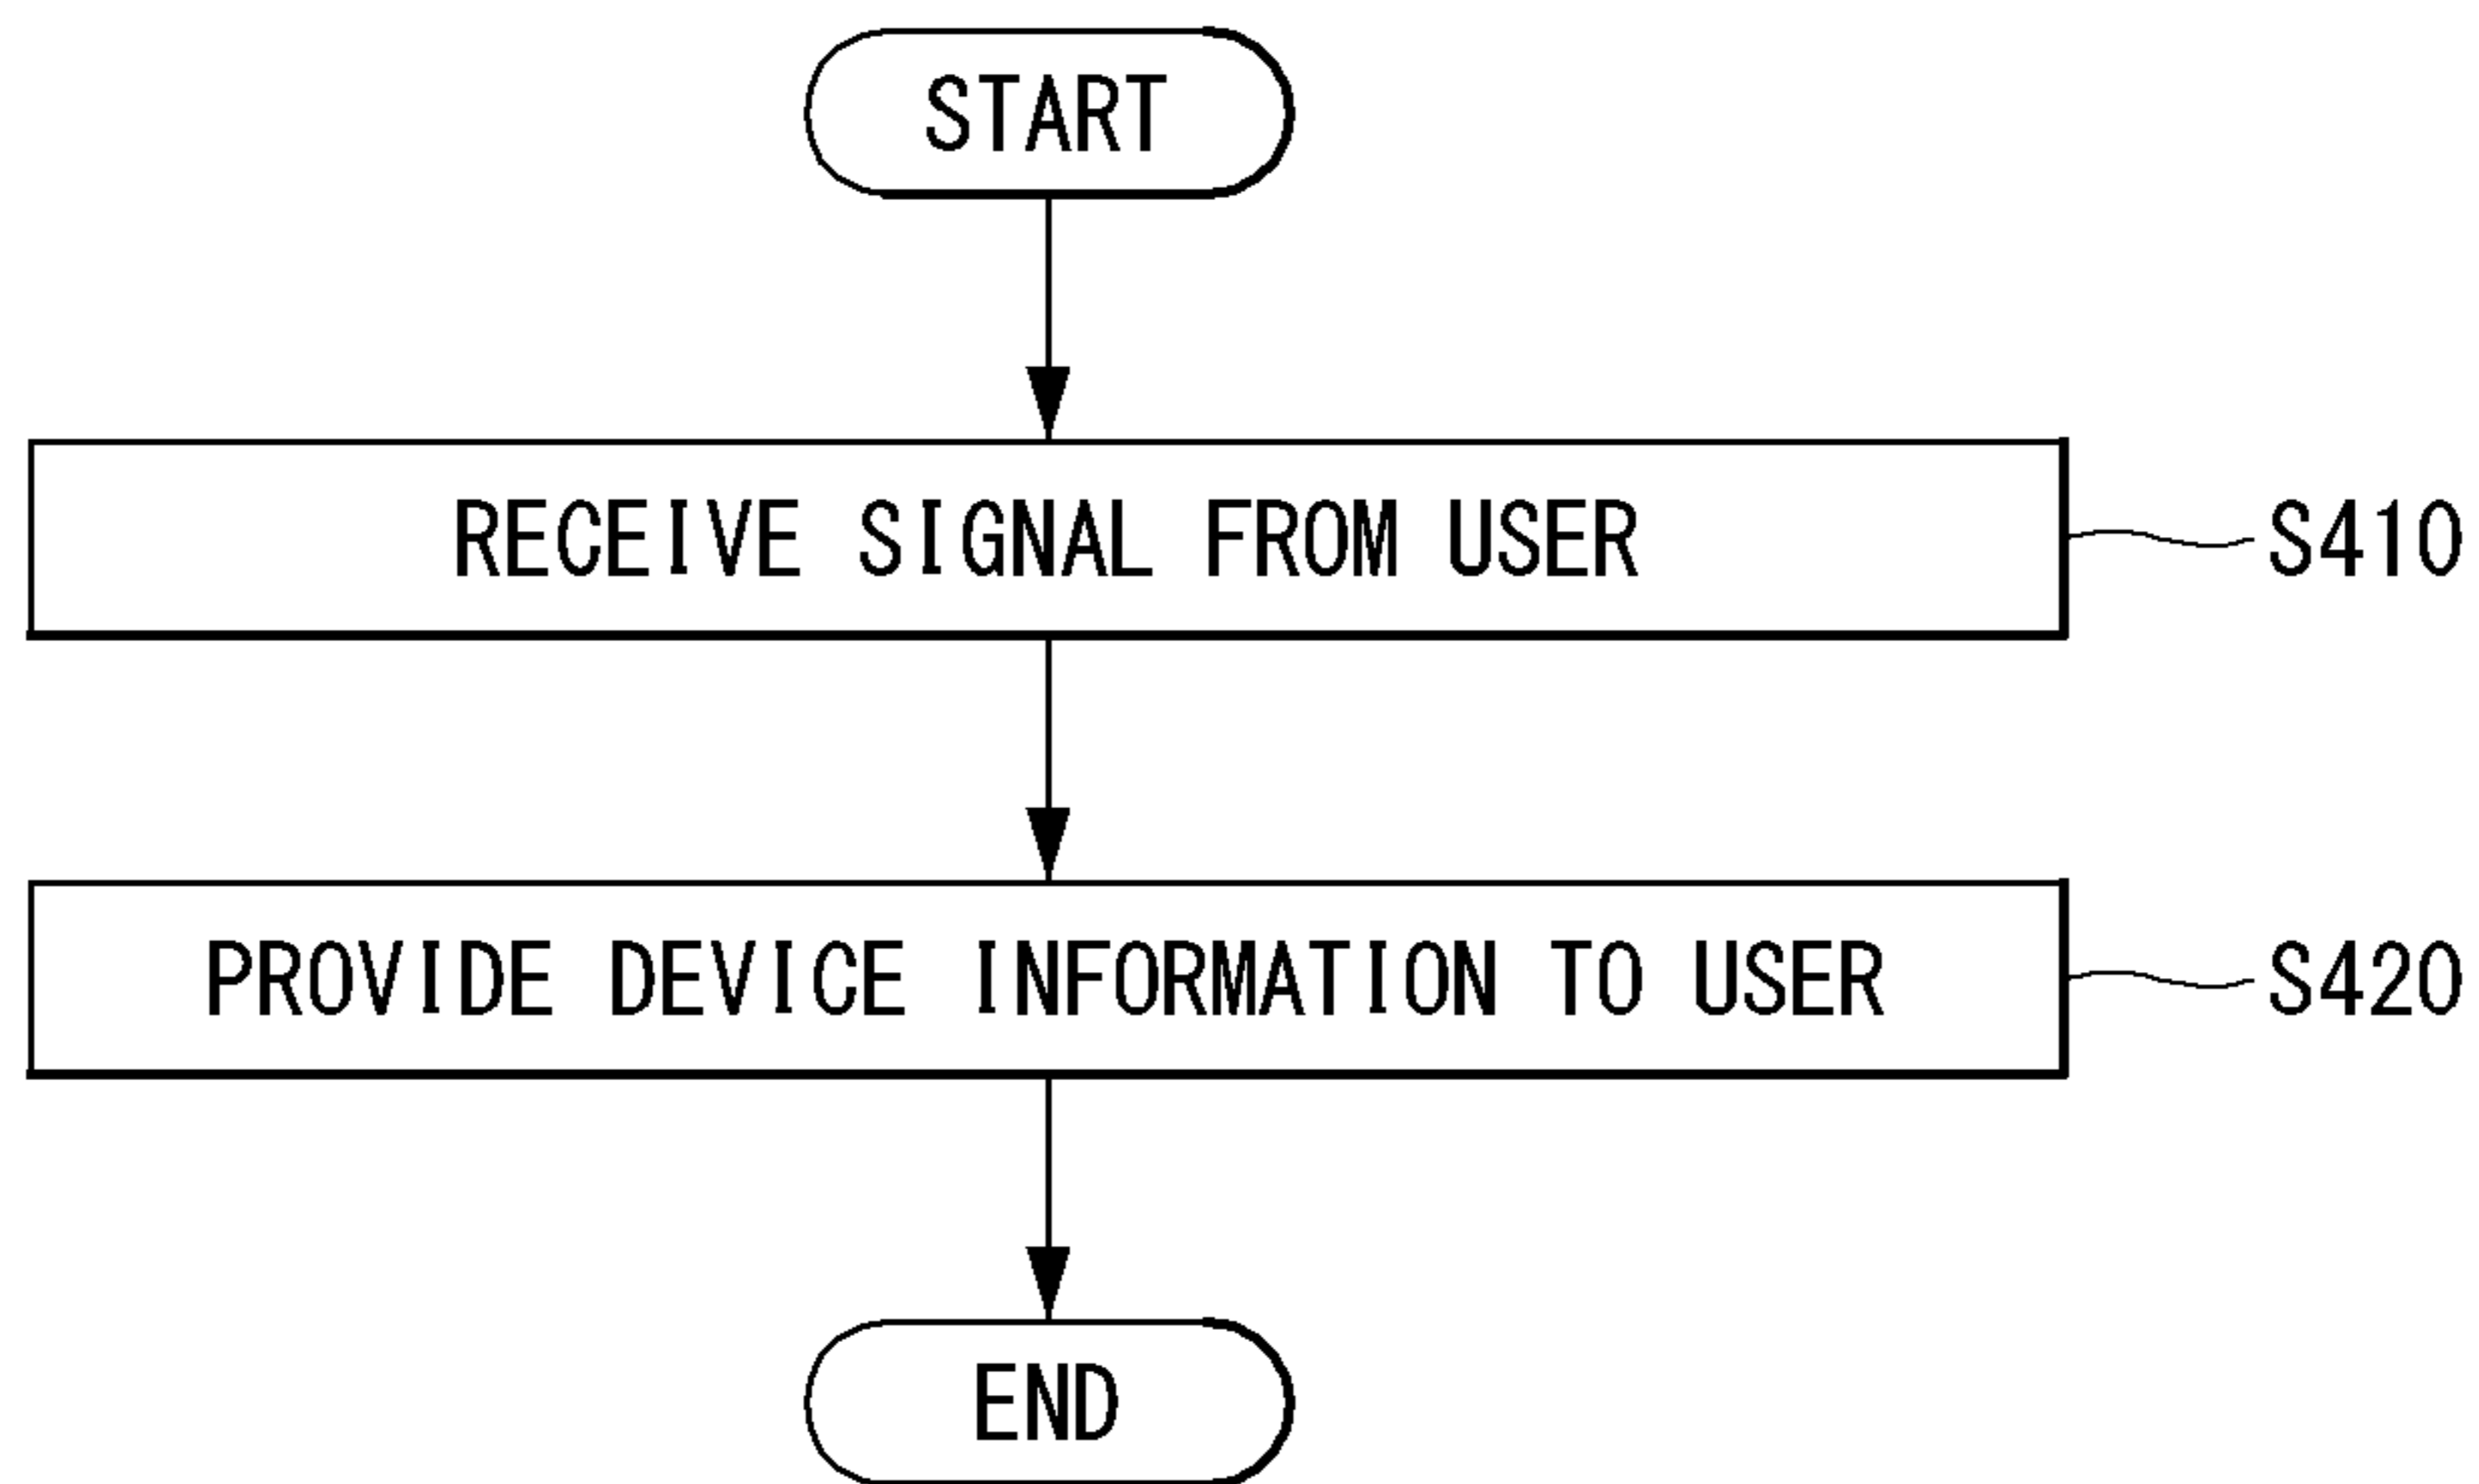 START
RECEIVE SIGNAL FROM USER
S410
PROVIDE DEVICE INFORMATION TO USER
S420
END